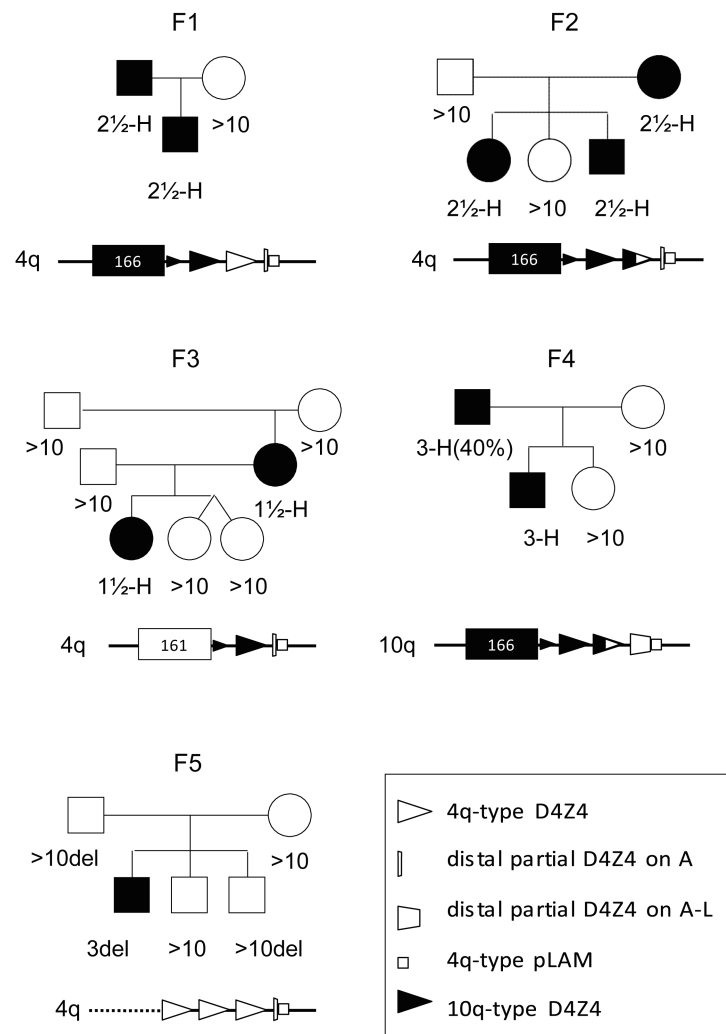 F1
2½-H >10
2½-H
4q 166
F2
>10 2½-H
2½-H >10 2½-H
4q 166
F3
>10 >10
>10 1½-H
1½-H >10 >10
4q 161
F4
3-H(40%) >10
3-H >10
10q 166
F5
>10del >10
3del >10 >10del
4q
4q-type D4Z4
distal partial D4Z4 on A
distal partial D4Z4 on A-L
4q-type pLAM
10q-type D4Z4